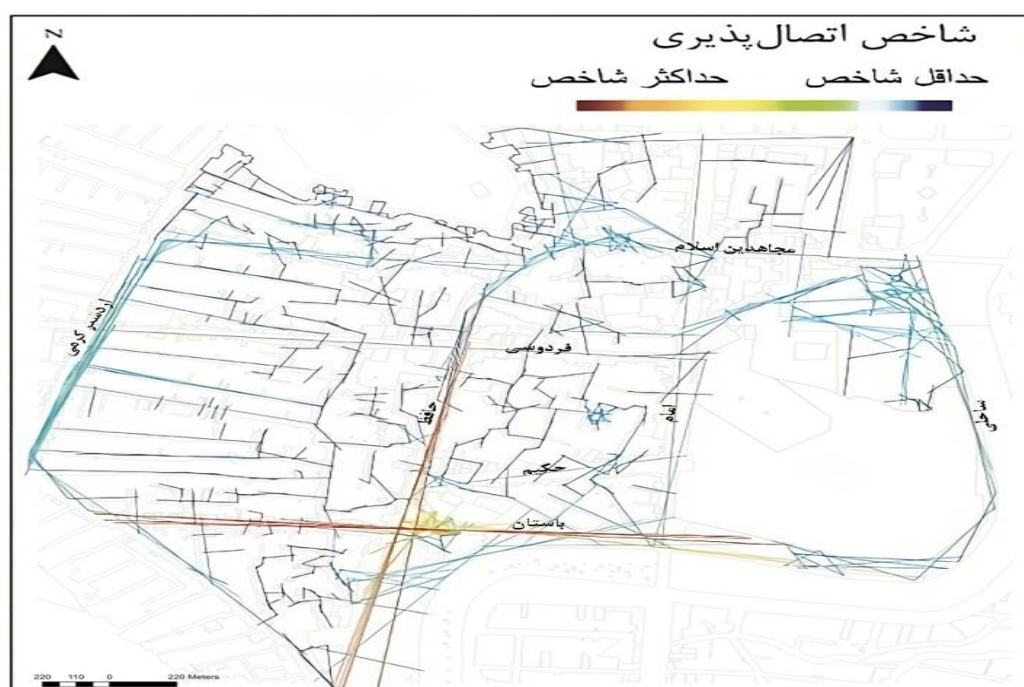 N
شاخص اتصال‌پذیری
حداقل شاخص حداکثر شاخص
مجاهدین اسلام
فردوسی
حافظ
امام
ساحلی
حکیم
باستان
220 110 0 220 Meters